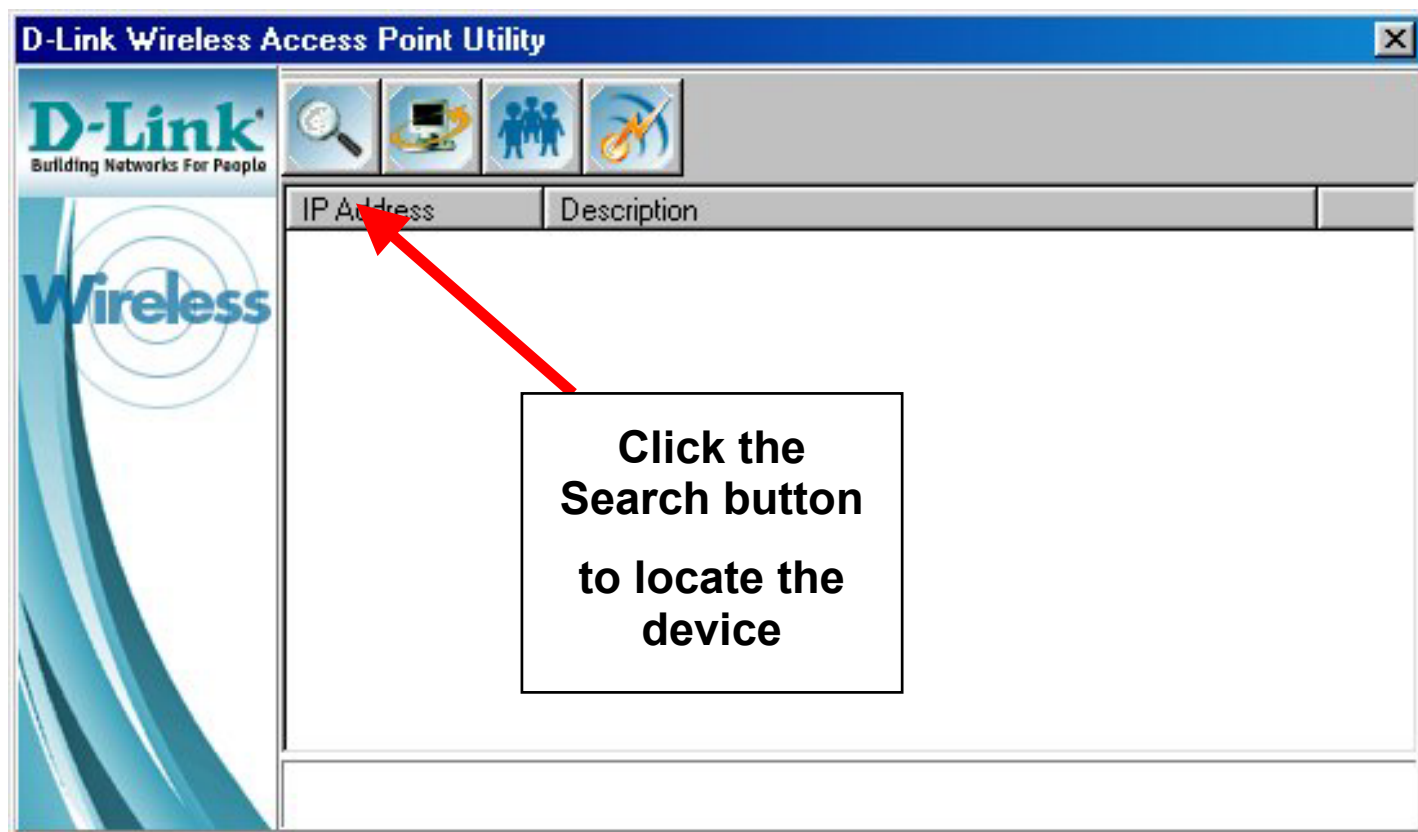 D-Link Wireless Access Point Utility
D-Link
Building Networks For People
IP Address
Description
Wireless
Click the
Search button
to locate the
device